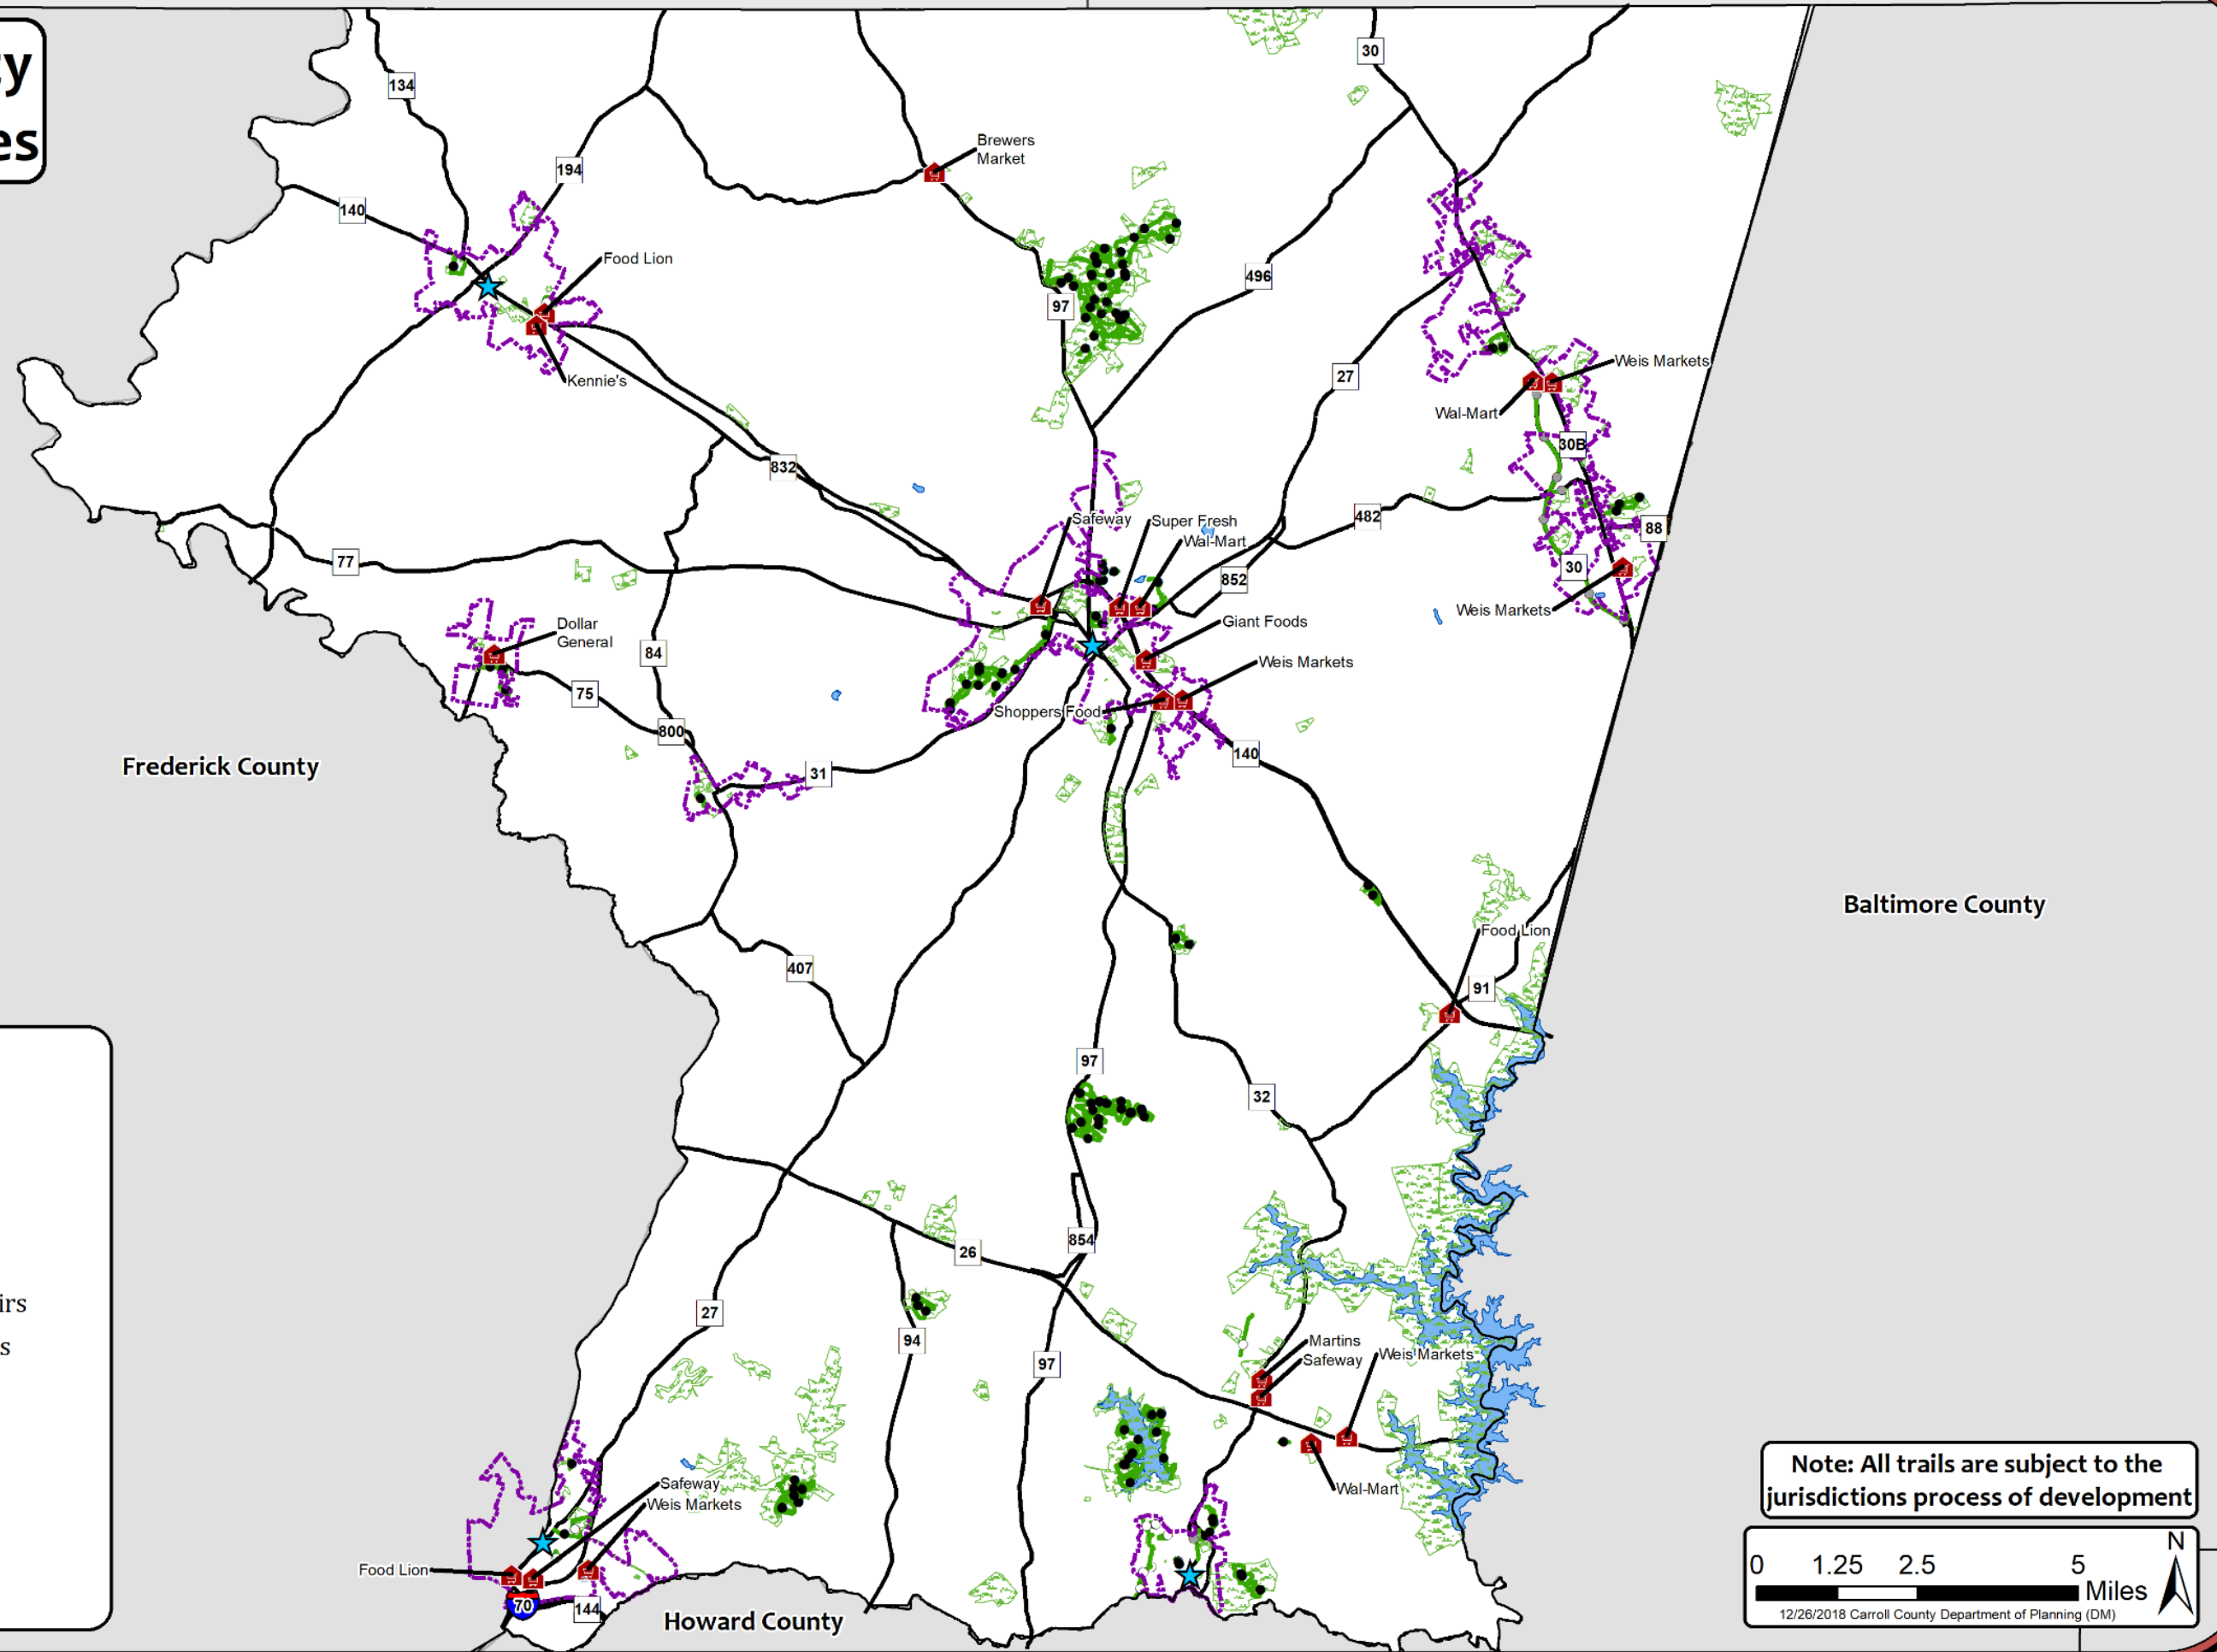 ty
es
30
134
Brewers
Market
194
140
Food Lion
496
97
Weis Markets
27
Kennie's
Wal-Mart
30B
832
482
Safeway
Super Fresh
88
Wal-Mart
77
30
852
Weis Markets
Giant Foods
Dollar
General
84
Weis Markets
75
Shoppers Food
800
140
Frederick County
31
Baltimore County
Food Lion
407
91
97
32
854
26
irs
27
94
Martins
s
Weis Markets
Safeway
97
Note: All trails are subject to the
jurisdictions process of development
Safeway
Wal-Mart
Weis Markets
N
0 1.25 2.5 5
Food Lion
Miles
70
144
12/26/2018 Carroll County Department of Planning (DM)
Howard County